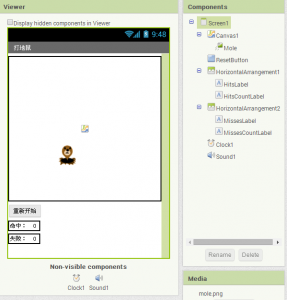 Viewer
Display hidden components in Viewer
9:48
打地鼠
重新开始
命中: 0
失败: 0
Non-visible components
Clock1 Sound1
Components
Screen1
Canvas1
Mole
ResetButton
HorizontalArrangement1
HitsLabel
HitsCountLabel
HorizontalArrangement2
MissesLabel
MissesCountLabel
Clock1
Sound1
Rename Delete
Media
mole.png